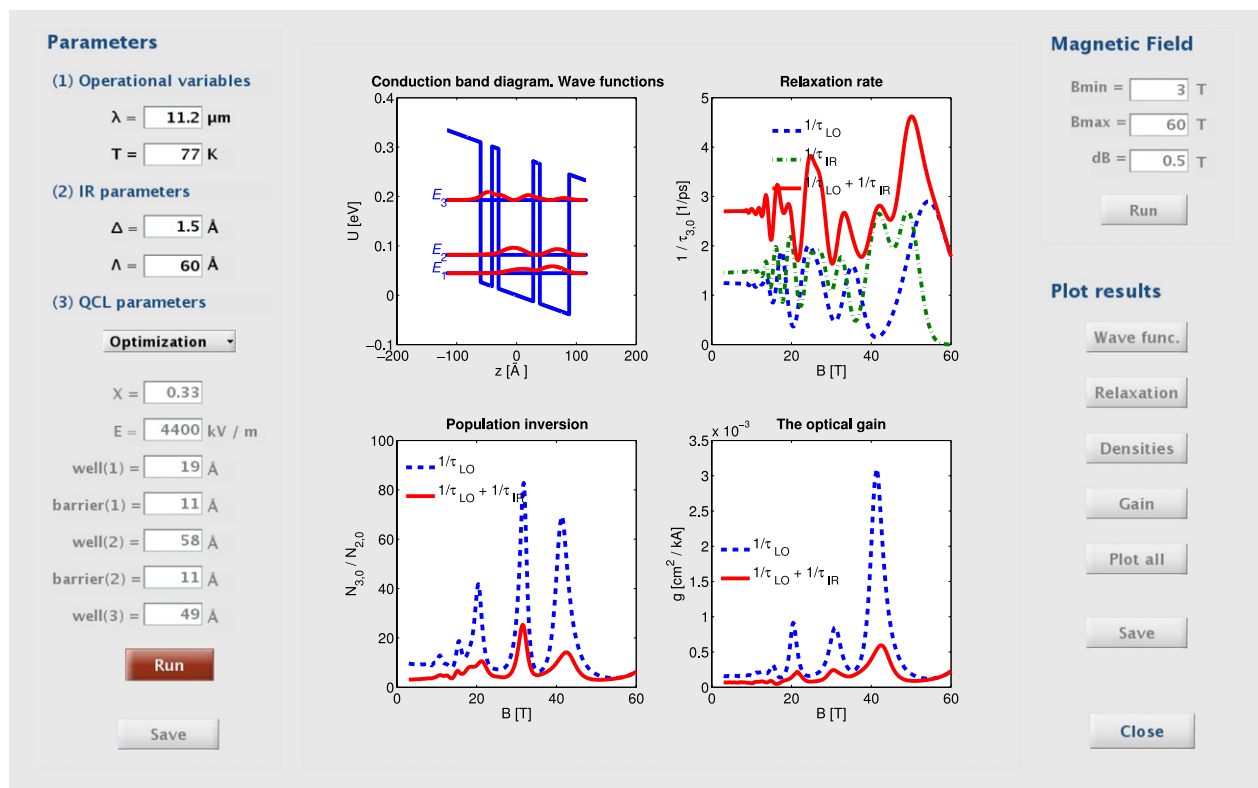 Parameters
(1) Operational variables
λ = 11.2 μm
T = 77 K
(2) IR parameters
Δ = 1.5 Å
Λ = 60 Å
(3) QCL parameters
Optimization
X = 0.33
E = 4400 kV / m
well(1) = 19 Å
barrier(1) = 11 Å
well(2) = 58 Å
barrier(2) = 11 Å
well(3) = 49 Å
Run
Save
Conduction band diagram. Wave functions
0.4
0.3
0.2
0.1
0
−0.1
U [eV]
E3
E2
E1
−200 −100 0 100 200
z [Å ]
Relaxation rate
5
4
3
2
1
0
1 / τ3,0 [1/ps]
1/τLO
1/τIR
1/τLO + 1/τIR
0 20 40 60
B [T]
Population inversion
100
80
60
40
20
0
N3,0 / N2,0
1/τLO
1/τLO + 1/τIR
0 20 40 60
B [T]
The optical gain
x 10−3
3.5
3
2.5
2
1.5
1
0.5
0
g [cm2 / kA]
1/τLO
1/τLO + 1/τIR
0 20 40 60
B [T]
Magnetic Field
Bmin = 3 T
Bmax = 60 T
dB = 0.5 T
Run
Plot results
Wave func.
Relaxation
Densities
Gain
Plot all
Save
Close